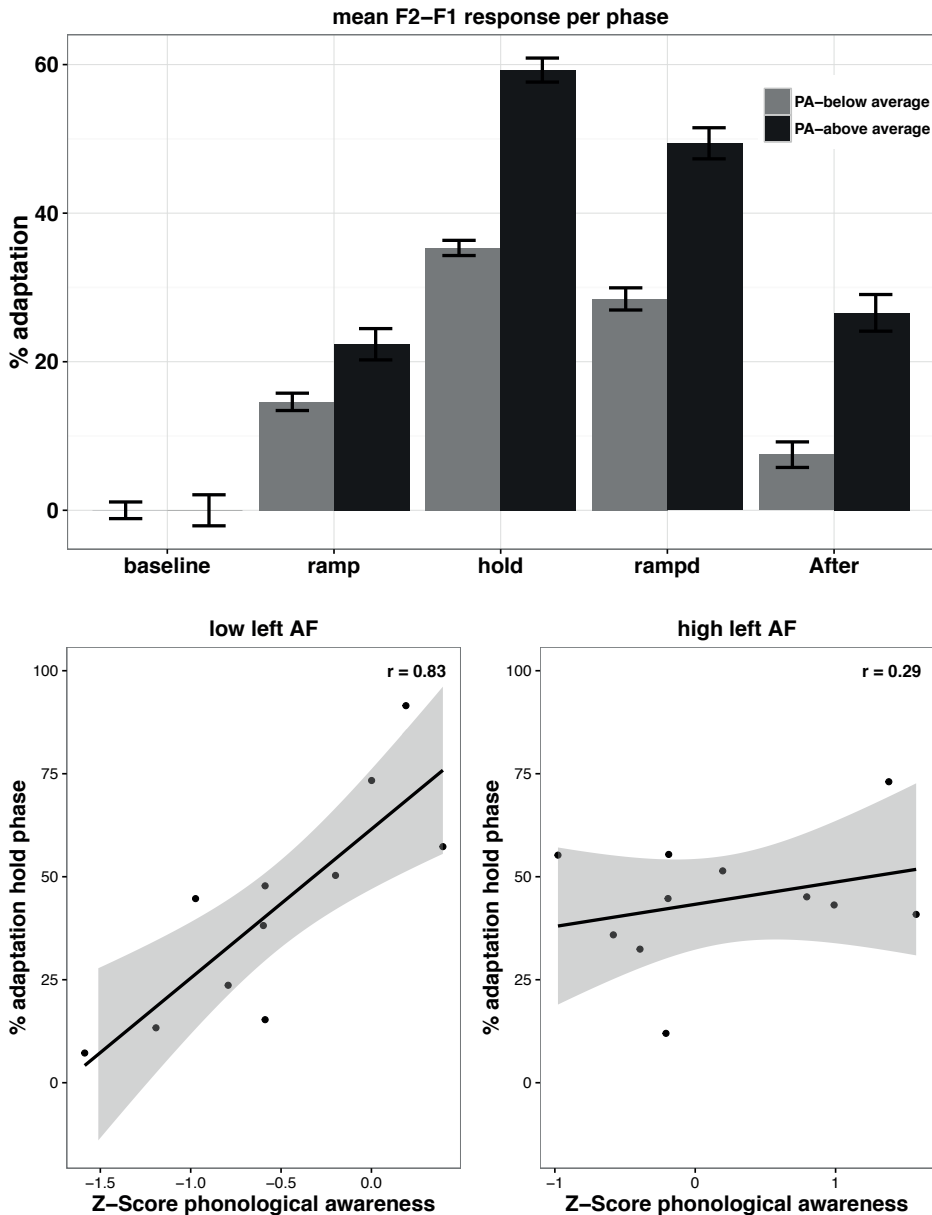 mean F2−F1 response per phase
% adaptation
60
40
20
0
PA−below average
PA−above average
baseline ramp hold rampd After
low left AF
r = 0.83
% adaptation hold phase
100
75
50
25
0
−1.5 −1.0 −0.5 0.0
Z−Score phonological awareness
high left AF
r = 0.29
% adaptation hold phase
100
75
50
25
0
−1 0 1
Z−Score phonological awareness